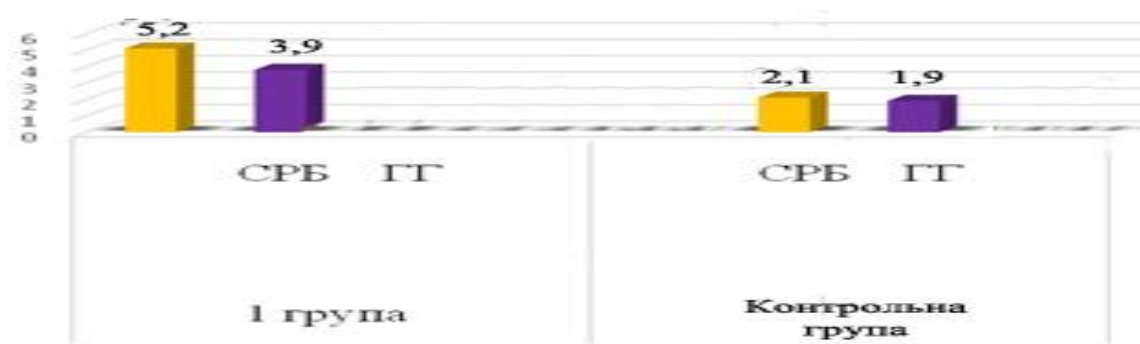 5,2
3,9
2,1
1,9
6
5
4
3
2
1
0
СРБ ГГ
СРБ ГГ
1 група
Контрольна
група